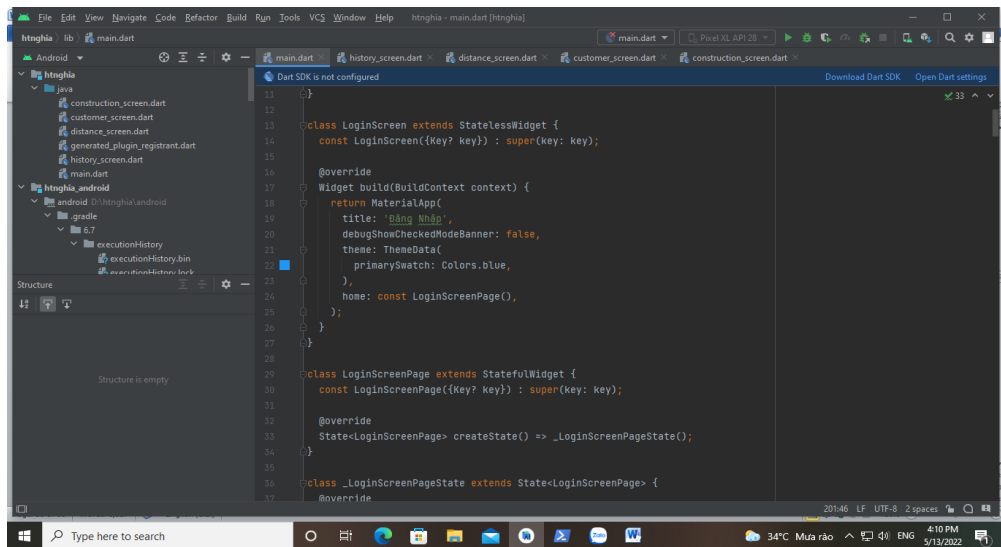 File Edit View Navigate Code Refactor Build Run Tools VCS Window Help htnghia - main.dart [htnghia]
htnghia lib main.dart
main.dart Pixel XL API 28
Android
main.dart history_screen.dart distance_screen.dart customer_screen.dart construction_screen.dart
htnghia
java
construction_screen.dart
customer_screen.dart
distance_screen.dart
generated_plugin_registrant.dart
history_screen.dart
main.dart
htnghia_android
android D:\htnghia\android
.gradle
6.7
executionHistory
executionHistory.bin
executionHistory.lock
Structure
Structure is empty
Dart SDK is not configured Download Dart SDK Open Dart settings
33
11 }
12
13 class LoginScreen extends StatelessWidget {
14 const LoginScreen({Key? key}) : super(key: key);
15
16 @override
17 Widget build(BuildContext context) {
18 return MaterialApp(
19 title: 'Đăng Nhập',
20 debugShowCheckedModeBanner: false,
21 theme: ThemeData(
22 primarySwatch: Colors.blue,
23 ),
24 home: const LoginScreenPage(),
25 );
26 }
27 }
28
29 class LoginScreenPage extends StatefulWidget {
30 const LoginScreenPage({Key? key}) : super(key: key);
31
32 @override
33 State<LoginScreenPage> createState() => _LoginScreenPageState();
34 }
35
36 class _LoginScreenPageState extends State<LoginScreenPage> {
37 @override
201:46 LF UTF-8 2 spaces
Type here to search
Zalo
W
34°C Mưa rào ENG
4:10 PM
5/13/2022